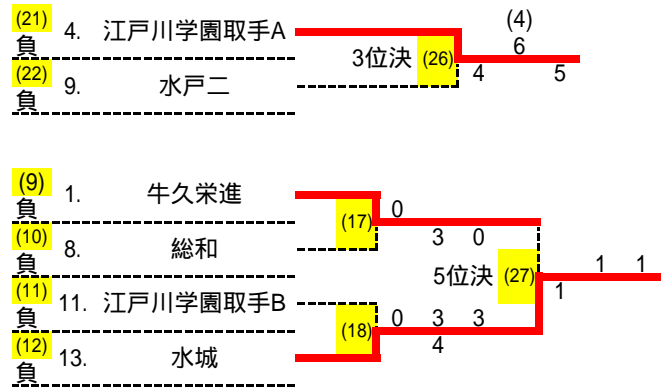 (21) 負 4. 江戸川学園取手A (4)
3位決 (26) 6
4 5
(22) 負 9. 水戸二
(9) 負 1. 牛久栄進
(17) 0
3 0
(10) 負 8. 総和
5位決 (27) 1 1
1
(11) 負 11. 江戸川学園取手B
(18) 0 3 3
4
(12) 負 13. 水城